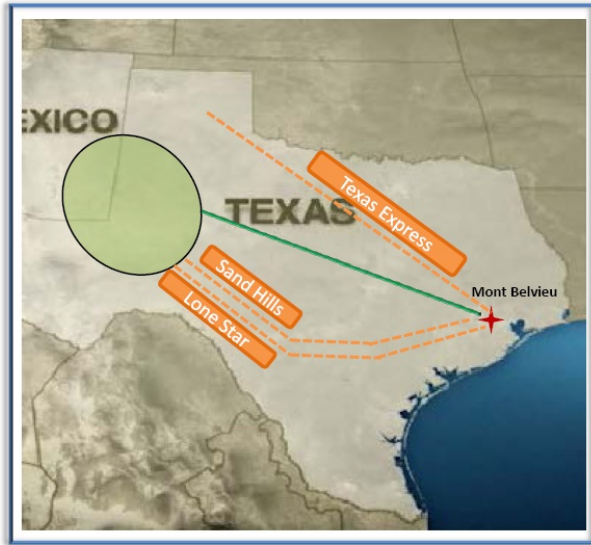 EXICO
TEXAS
Texas Express
Sand Hills
Lone Star
Mont Belvieu